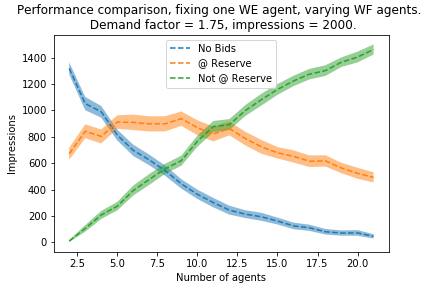 Performance comparison, fixing one WE agent, varying WF agents.
Demand factor = 1.75, impressions = 2000.
No Bids
@ Reserve
Not @ Reserve
Impressions
1400
1200
1000
800
600
400
200
0
2.5 5.0 7.5 10.0 12.5 15.0 17.5 20.0
Number of agents